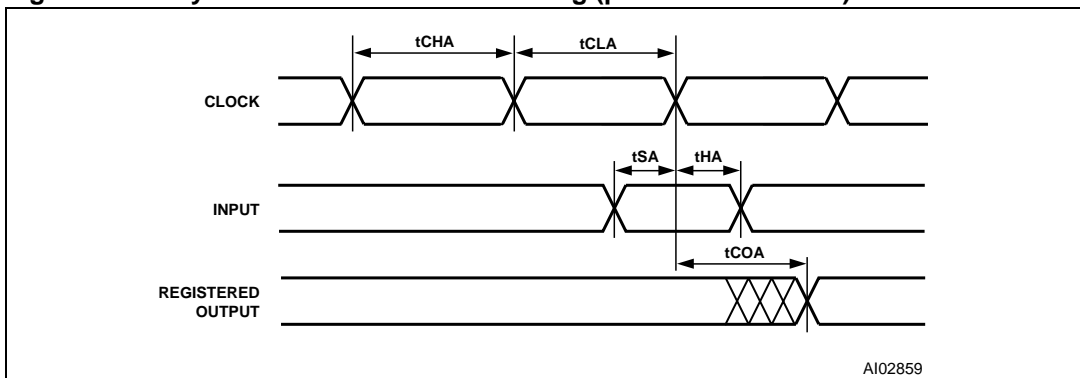 tCHA
tCLA
CLOCK
tSA
tHA
INPUT
tCOA
REGISTERED
OUTPUT
AI02859